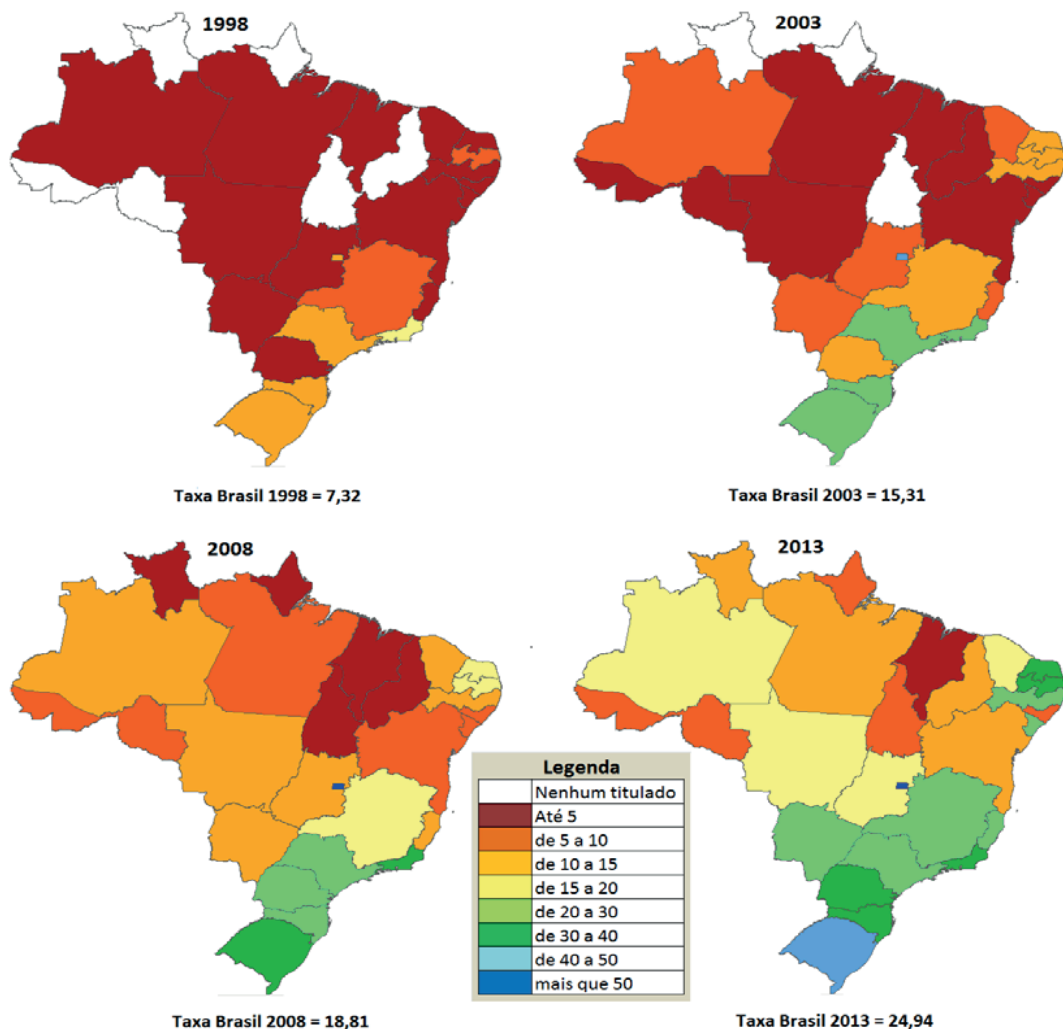 1998
2003
Taxa Brasil 1998 = 7,32
Taxa Brasil 2003 = 15,31
2008
2013
Legenda
Nenhum titulado
Até 5
de 5 a 10
de 10 a 15
de 15 a 20
de 20 a 30
de 30 a 40
de 40 a 50
mais que 50
Taxa Brasil 2008 = 18,81
Taxa Brasil 2013 = 24,94